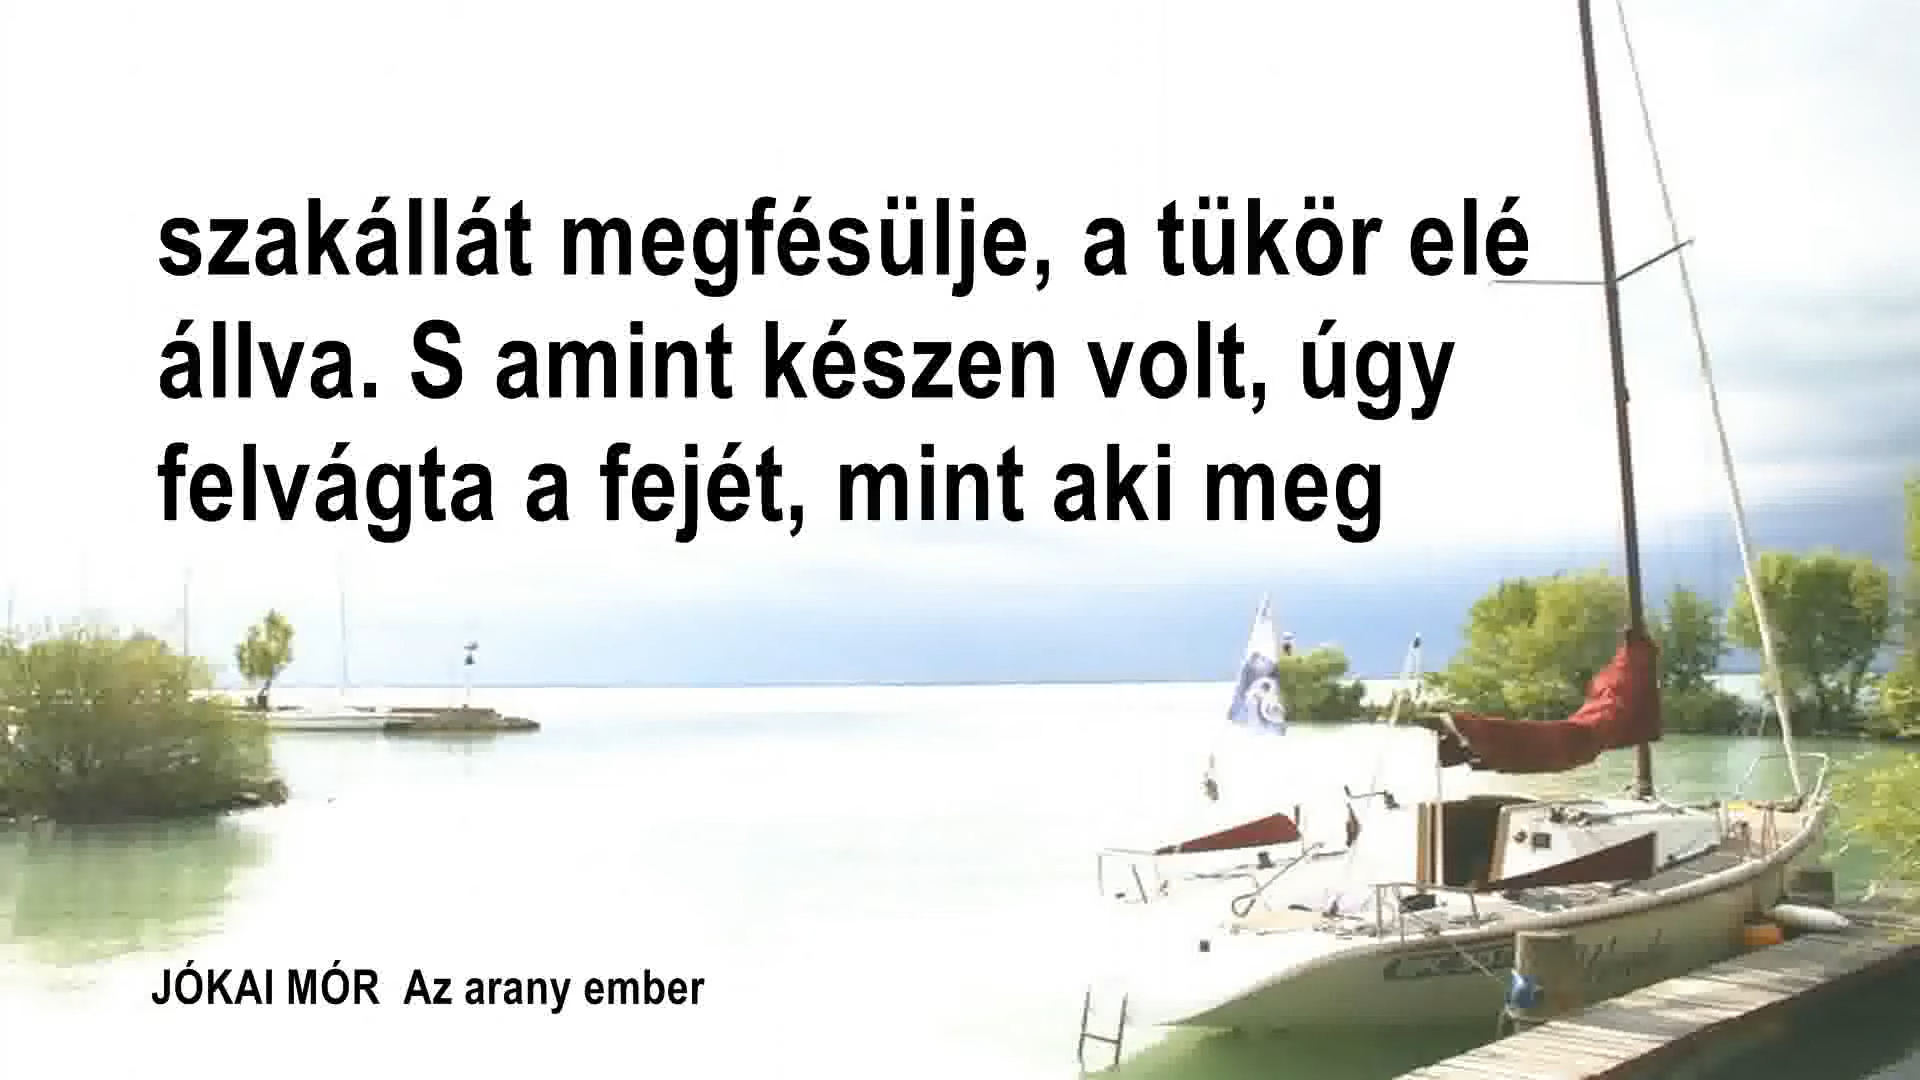 szakállát megfésülje, a tükör elé
állva. S amint készen volt, úgy
felvágta a fejét, mint aki meg
JÓKAI MÓR Az arany ember